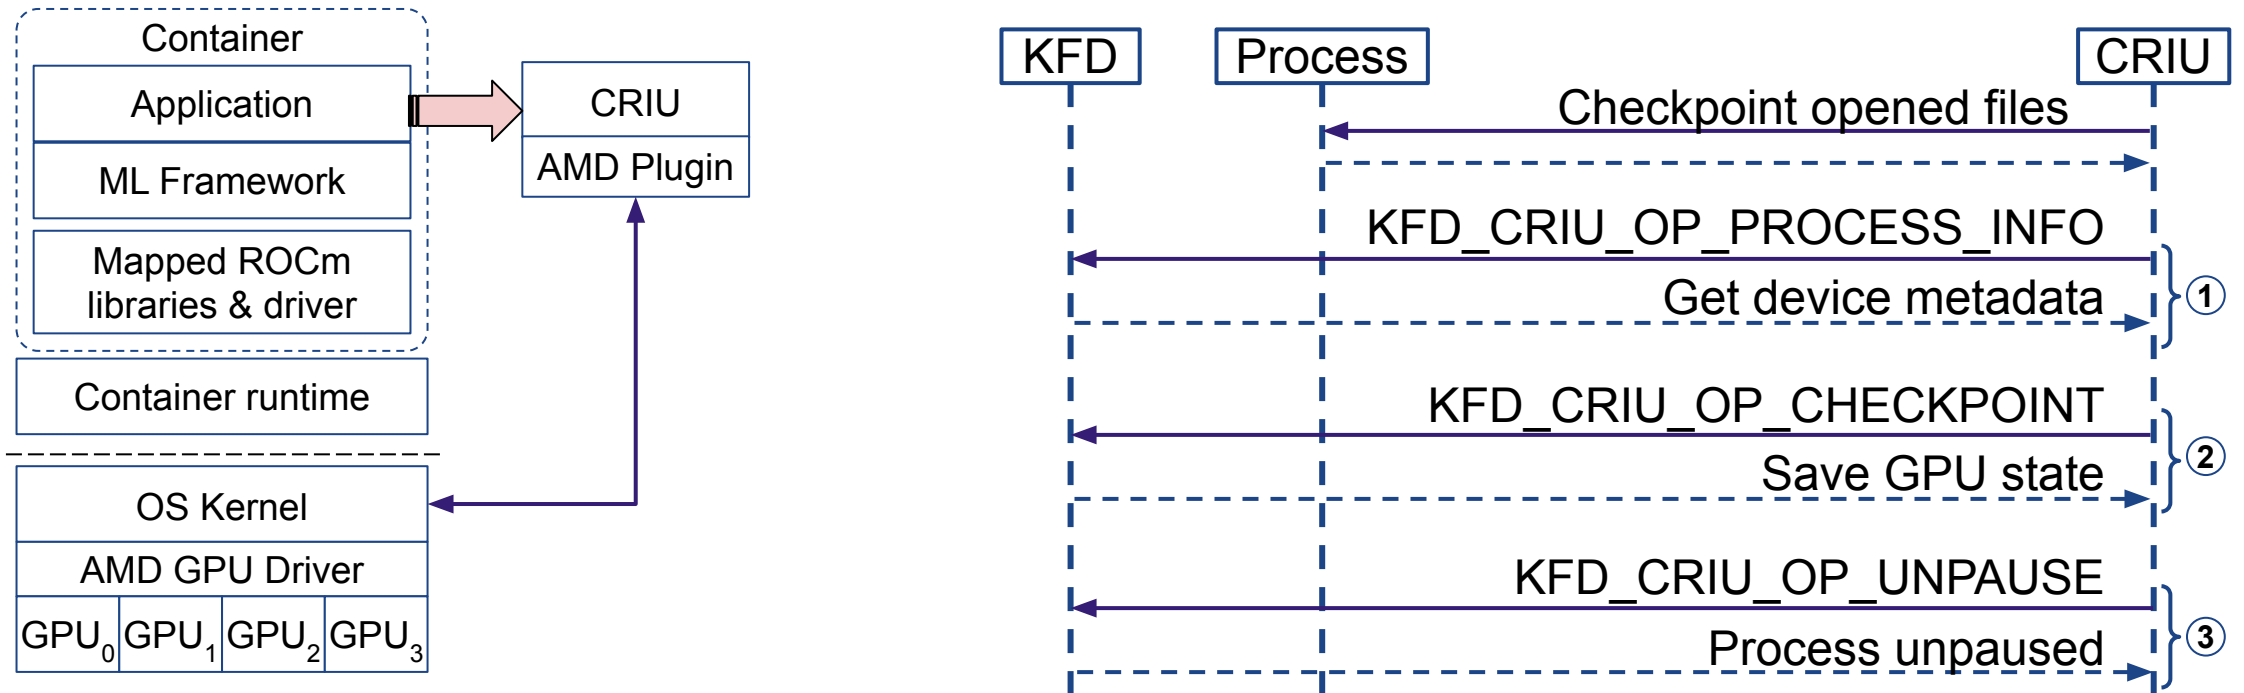 Container
Application
ML Framework
Mapped ROCm
libraries & driver
Container runtime
OS Kernel
AMD GPU Driver
GPU0 GPU1 GPU2 GPU3
CRIU
AMD Plugin
KFD Process CRIU
Checkpoint opened files
KFD_CRIU_OP_PROCESS_INFO
Get device metadata
1
KFD_CRIU_OP_CHECKPOINT
Save GPU state
2
KFD_CRIU_OP_UNPAUSE
Process unpaused
3